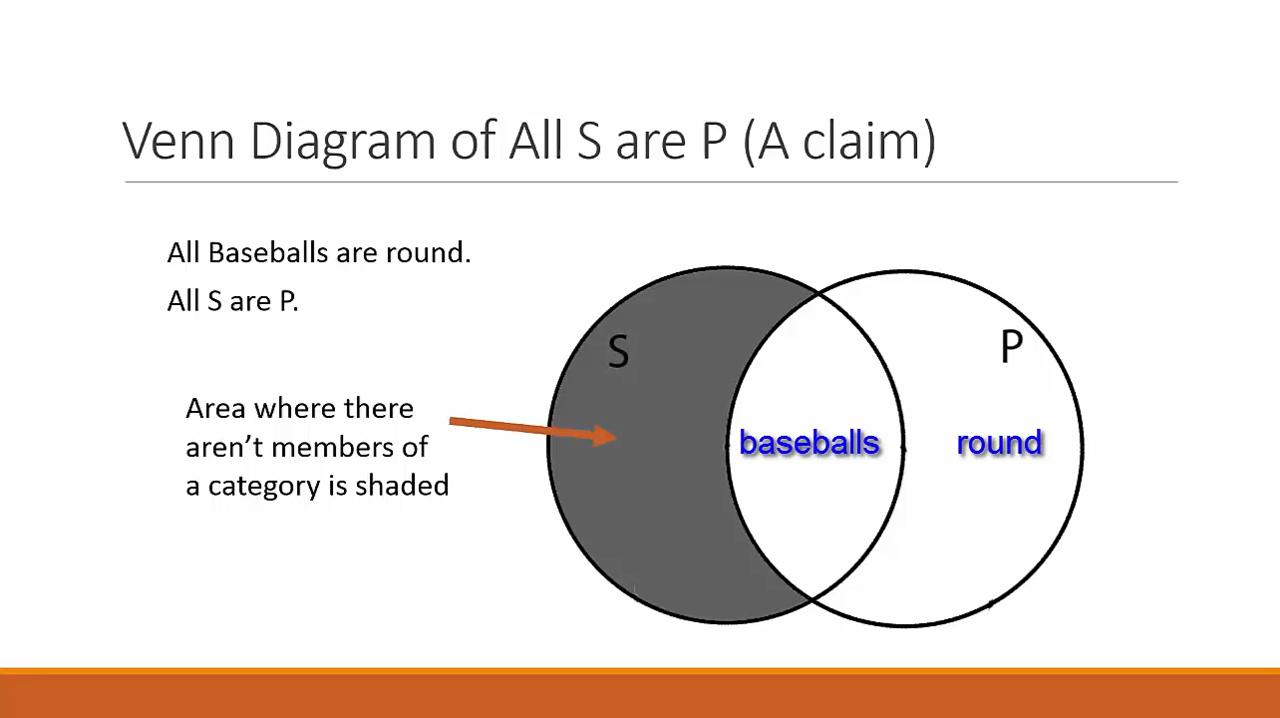 Venn Diagram of All S are P (A claim)
All Baseballs are round.
All S are P.
Area where there
aren’t members of
a category is shaded
S
P
baseballs
round